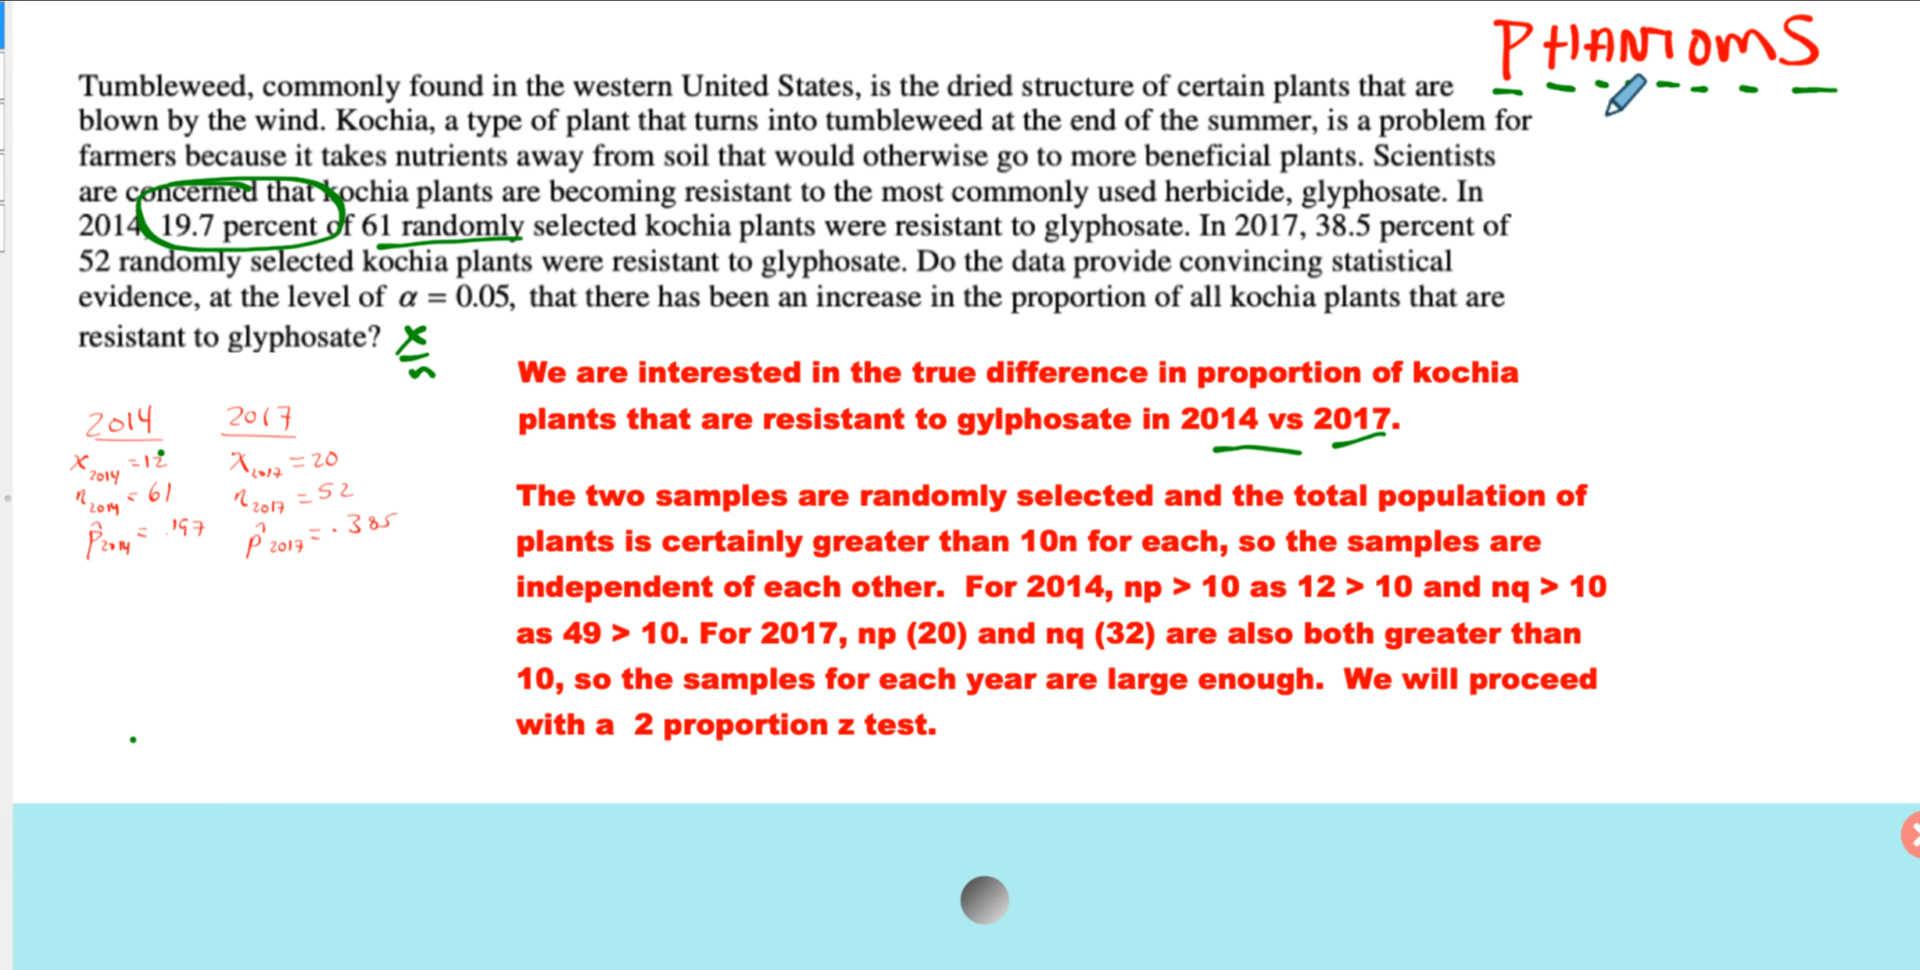 PHANTOMS
Tumbleweed, commonly found in the western United States, is the dried structure of certain plants that are
blown by the wind. Kochia, a type of plant that turns into tumbleweed at the end of the summer, is a problem for
farmers because it takes nutrients away from soil that would otherwise go to more beneficial plants. Scientists
are concerned that kochia plants are becoming resistant to the most commonly used herbicide, glyphosate. In
2014, 19.7 percent of 61 randomly selected kochia plants were resistant to glyphosate. In 2017, 38.5 percent of
52 randomly selected kochia plants were resistant to glyphosate. Do the data provide convincing statistical
evidence, at the level of α = 0.05, that there has been an increase in the proportion of all kochia plants that are
resistant to glyphosate?
x
n
We are interested in the true difference in proportion of kochia
plants that are resistant to gylphosate in 2014 vs 2017.
2014 2017
x2014 = 12 x2017 = 20
n2014 = 61 n2017 = 52
p̂2014 = .197 p̂2017 = .385
The two samples are randomly selected and the total population of
plants is certainly greater than 10n for each, so the samples are
independent of each other. For 2014, np > 10 as 12 > 10 and nq > 10
as 49 > 10. For 2017, np (20) and nq (32) are also both greater than
10, so the samples for each year are large enough. We will proceed
with a 2 proportion z test.